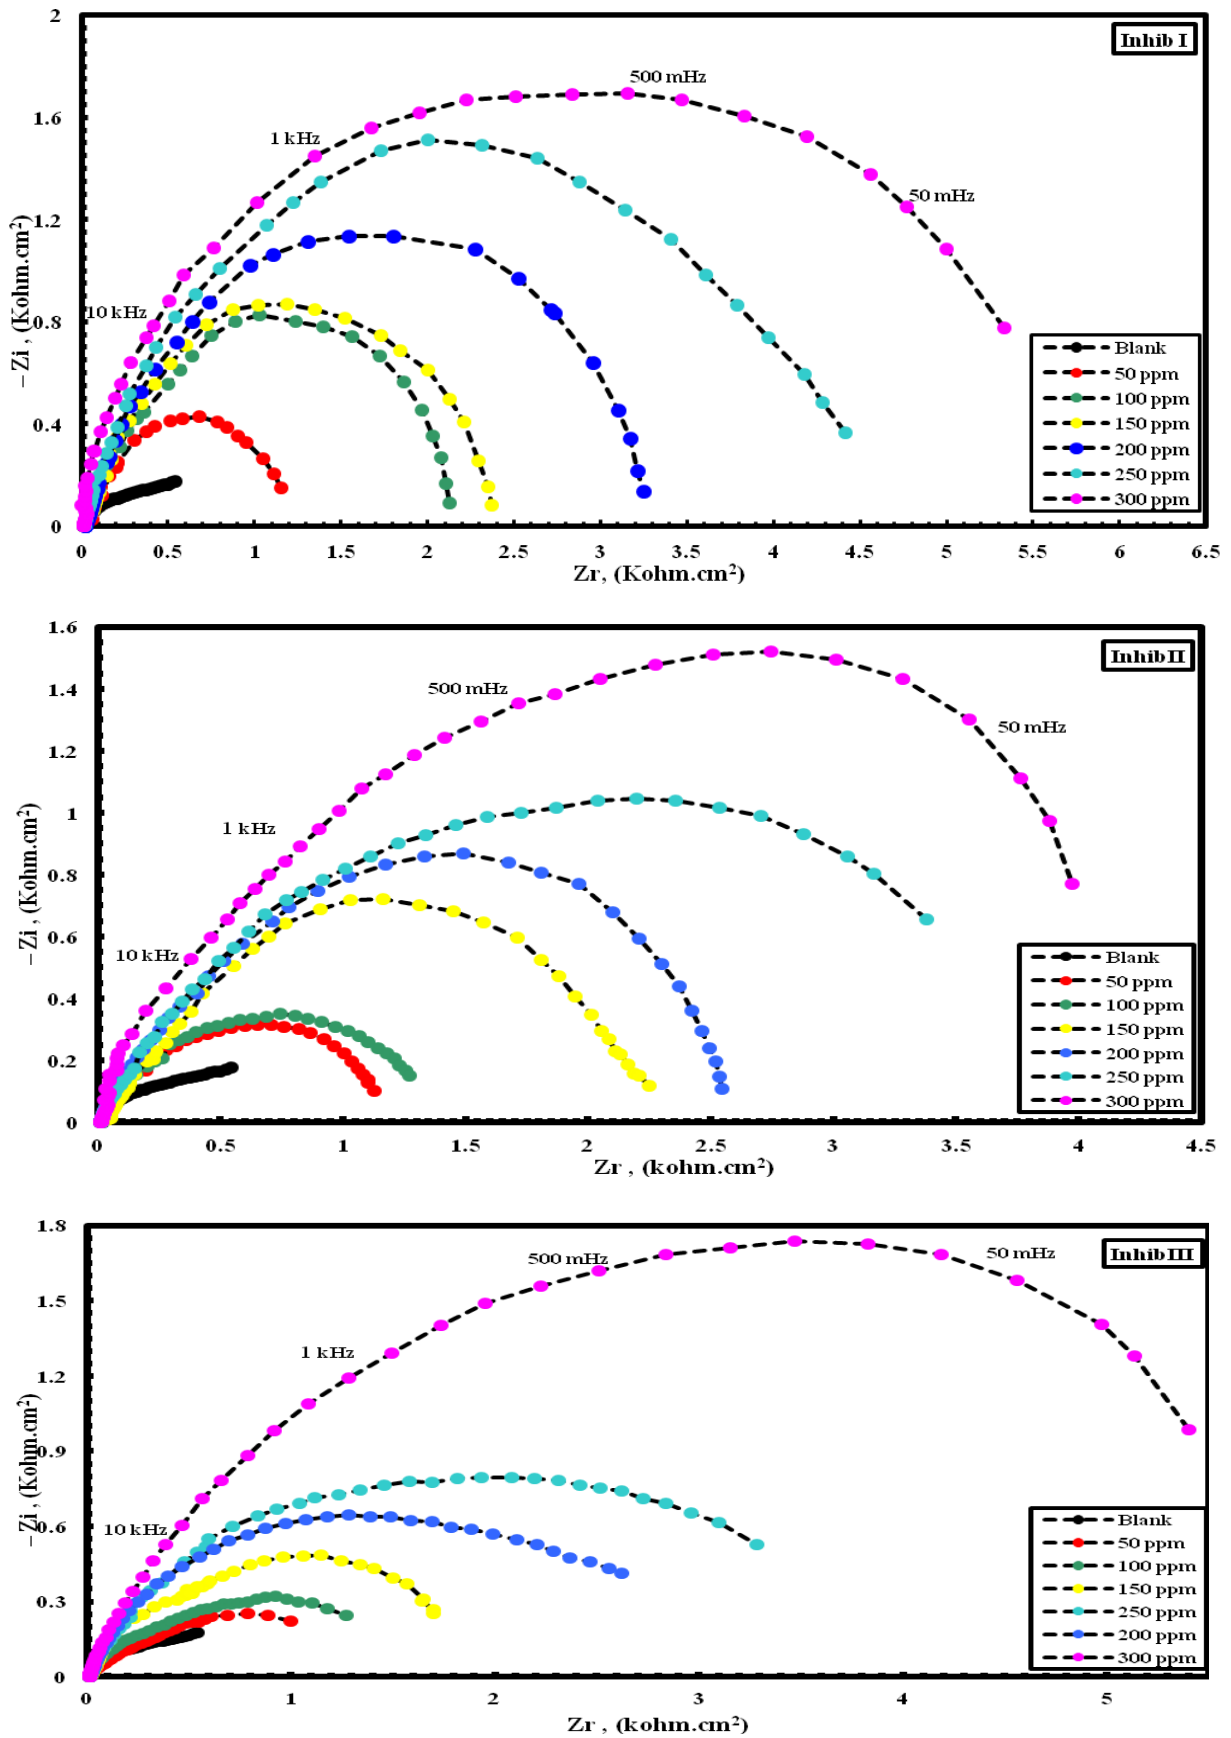 2
Inhib I
500 mHz
1.6
1 kHz
50 mHz
1.2
10 kHz
0.8
0.4
0
−Zi , (Kohm.cm²)
Blank
50 ppm
100 ppm
150 ppm
200 ppm
250 ppm
300 ppm
0 0.5 1 1.5 2 2.5 3 3.5 4 4.5 5 5.5 6 6.5
Zr, (Kohm.cm²)
1.6
Inhib II
500 mHz
1.4
50 mHz
1.2
1 kHz
1
0.8
10 kHz
0.6
0.4
0.2
0
−Zi , (Kohm.cm²)
Blank
50 ppm
100 ppm
150 ppm
200 ppm
250 ppm
300 ppm
0 0.5 1 1.5 2 2.5 3 3.5 4 4.5
Zr , (kohm.cm²)
1.8
Inhib III
500 mHz
50 mHz
1.5
1 kHz
1.2
0.9
10 kHz
0.6
0.3
0
−Zi , (Kohm.cm²)
Blank
50 ppm
100 ppm
150 ppm
250 ppm
200 ppm
300 ppm
0 1 2 3 4 5
Zr , (kohm.cm²)